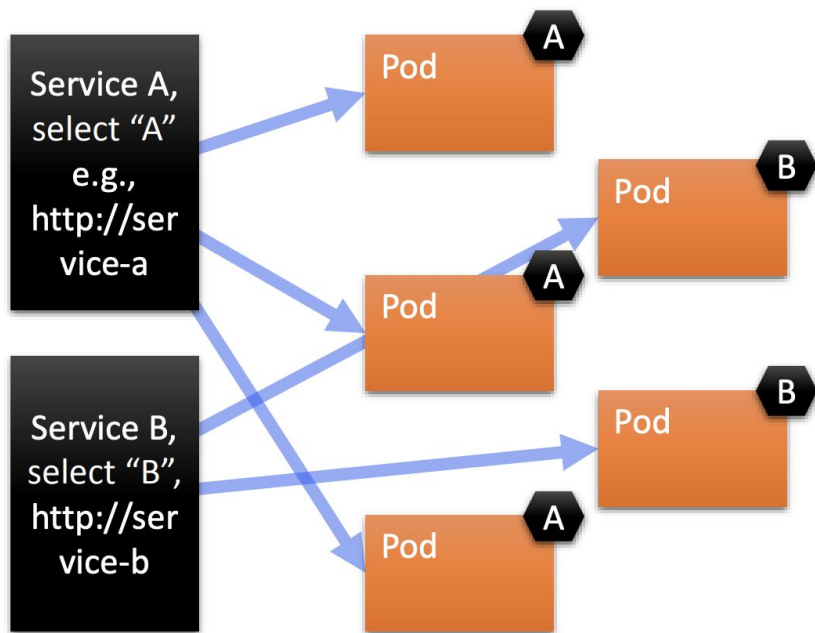 Service A,
select “A”
e.g.,
http://ser
vice-a
Service B,
select “B”,
http://ser
vice-b
Pod
A
Pod
B
Pod
A
Pod
B
Pod
A